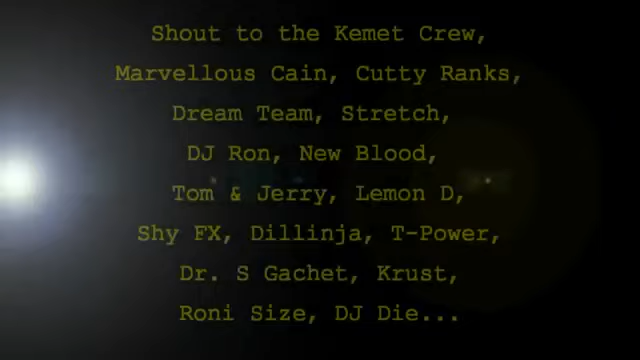 Shout to the Kemet Crew,
Marvellous Cain, Cutty Ranks,
Dream Team, Stretch,
DJ Ron, New Blood,
Tom & Jerry, Lemon D,
Shy FX, Dillinja, T-Power,
Dr. S Gachet, Krust,
Roni Size, DJ Die...